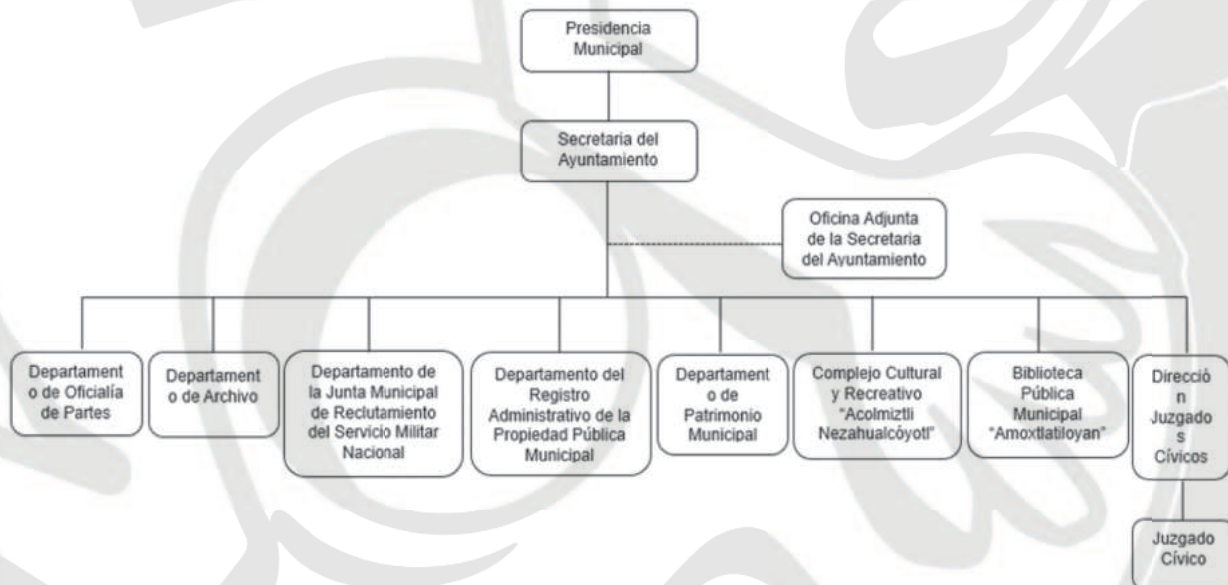 Presidencia
Municipal
Secretaria del
Ayuntamiento
Oficina Adjunta
de la Secretaria
del Ayuntamiento
Departament
o de Oficialía
de Partes
Departament
o de Archivo
Departamento de
la Junta Municipal
de Reclutamiento
del Servicio Militar
Nacional
Departamento del
Registro
Administrativo de la
Propiedad Pública
Municipal
Departament
o de
Patrimonio
Municipal
Complejo Cultural
y Recreativo
"Acolmiztli
Nezahualcóyotl"
Biblioteca
Pública
Municipal
"Amoxtlatiloyan"
Direcció
n
Juzgado
s
Cívicos
Juzgado
Cívico